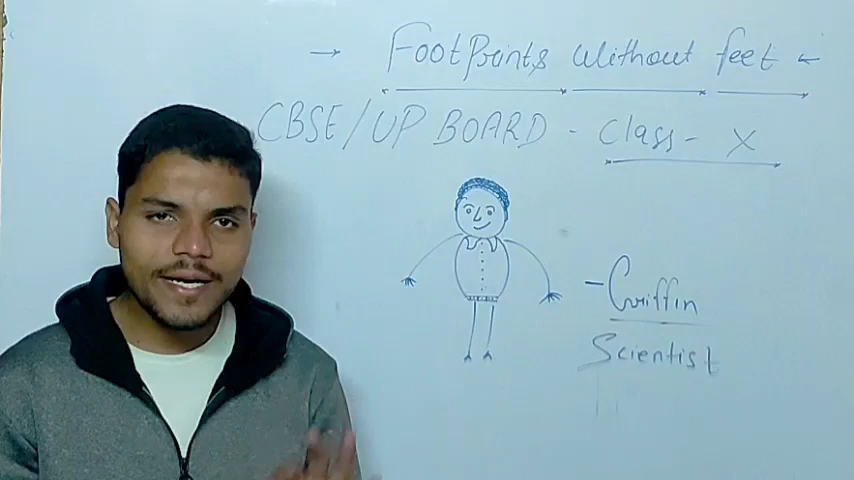 → FootPrints Without feet ←
CBSE/UP BOARD - Class - X
- Griffin
Scientist